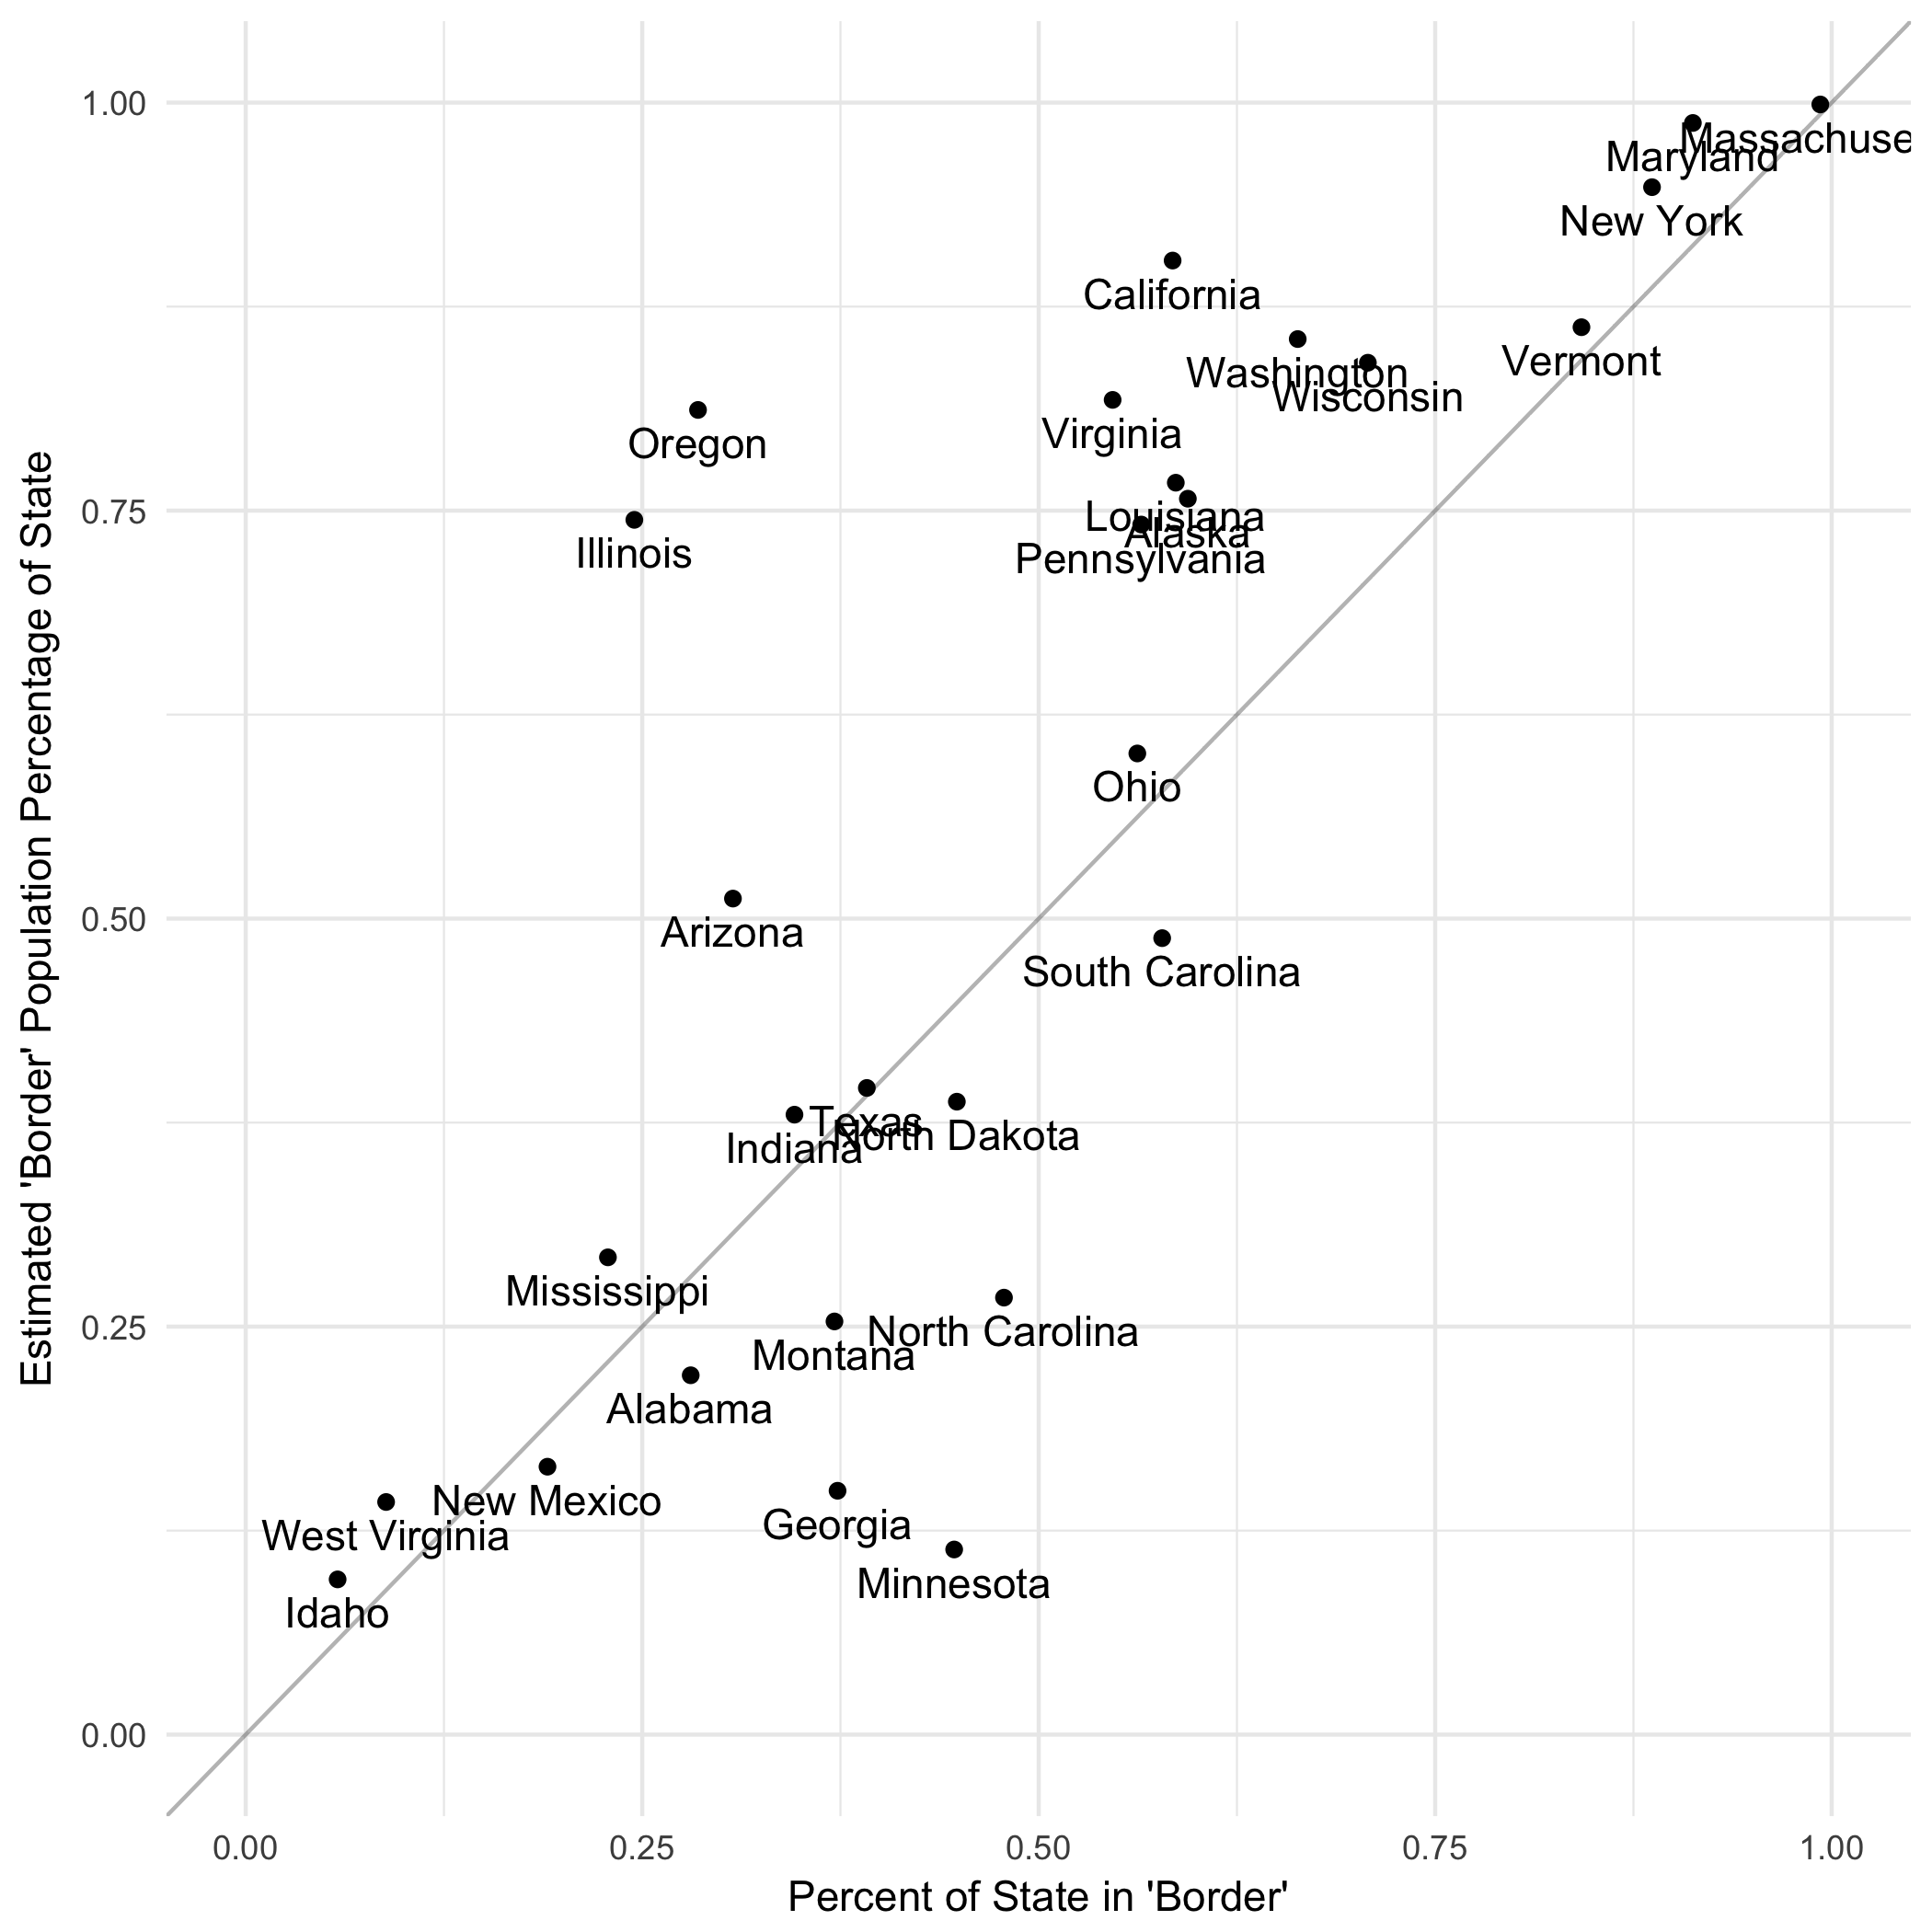 1.00
Massachuse
Maryland
New York
California
Vermont
Washington
Wisconsin
Virginia
Oregon
0.75
Louisiana
Alaska
Illinois
Pennsylvania
Ohio
0.50
Arizona
South Carolina
Texas
North Dakota
Indiana
Mississippi
0.25
North Carolina
Montana
Alabama
New Mexico
Georgia
West Virginia
Minnesota
Idaho
0.00
Estimated 'Border' Population Percentage of State
0.00 0.25 0.50 0.75 1.00
Percent of State in 'Border'